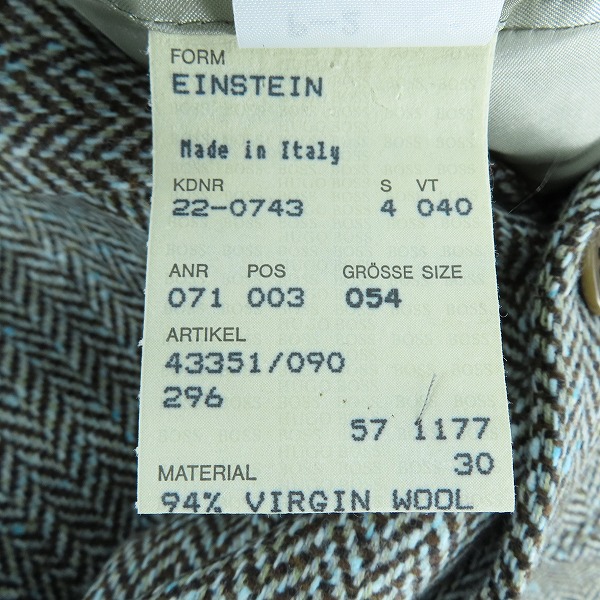 FORM
EINSTEIN
Made in Italy
KDNR S VT
22-0743 4 040
ANR POS GRÖSSE SIZE
071 003 054
ARTIKEL
43351/090
296
57 1177
30
MATERIAL
94% VIRGIN WOOL